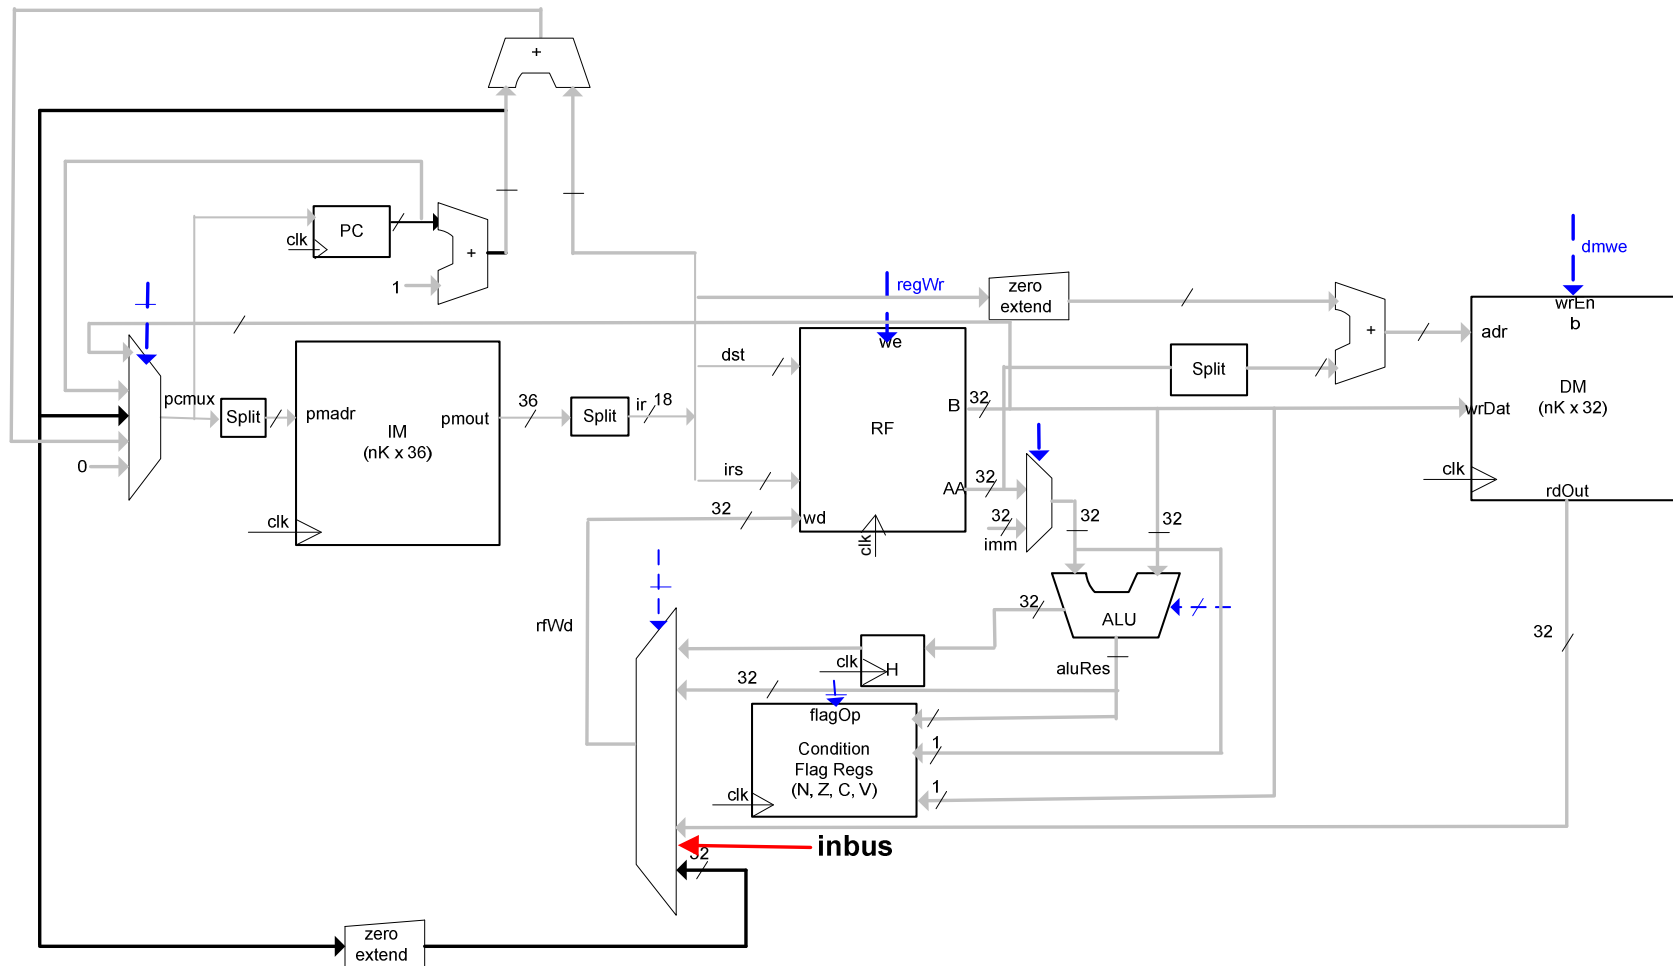 +
PC
clk
+
1
regWr
zero
extend
dmwe
wrEn
b
adr
+
we
dst
Split
DM
(nK x 32)
pcmux
Split
pmadr
pmout
36
Split
ir
18
B
32
wrDat
IM
(nK x 36)
RF
0
irs
32
AA
clk
rdOut
clk
32
wd
32
imm
32
32
clk
32
ALU
rfWd
clk
H
aluRes
32
32
flagOp
Condition
Flag Regs
(N, Z, C, V)
1
clk
1
inbus
32
zero
extend